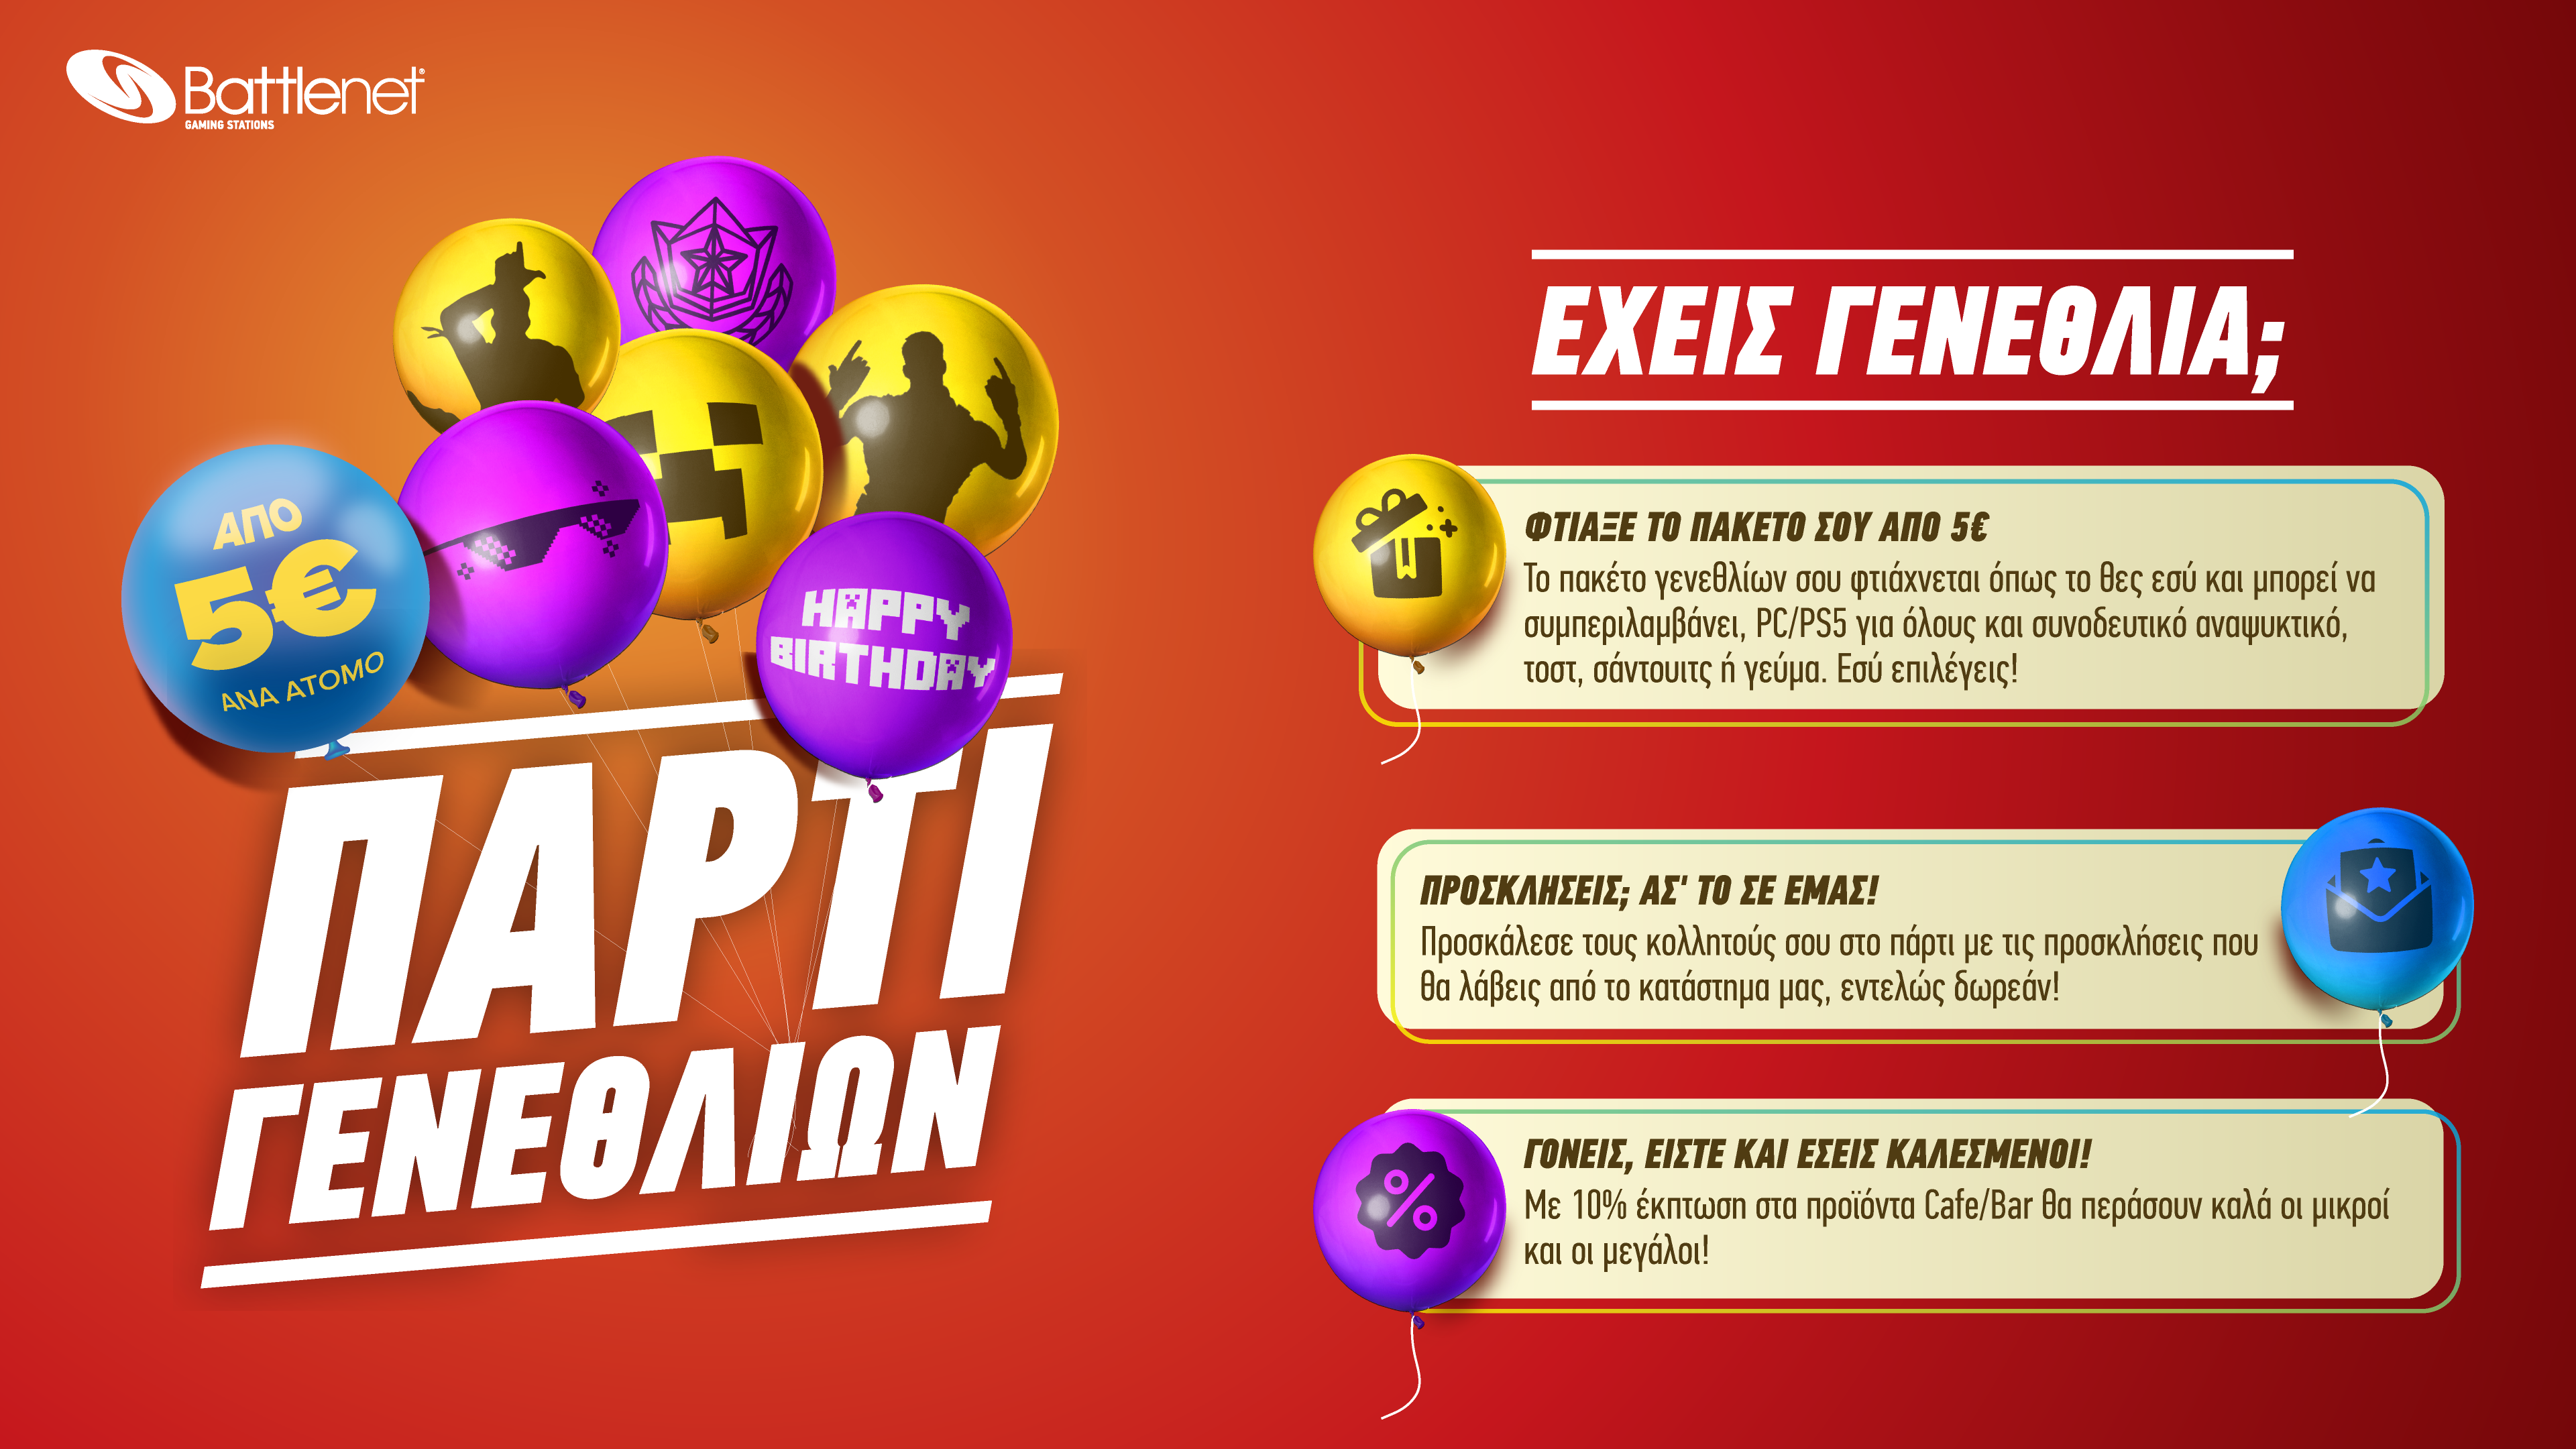 Battlenet®
GAMING STATIONS
ΑΠΟ
5€
ΑΝΑ ΑΤΟΜΟ
HAPPY
BIRTHDAY
ΠΑΡΤΙ
ΓΕΝΕΘΛΙΩΝ
ΕΧΕΙΣ ΓΕΝΕΘΛΙΑ;
ΦΤΙΑΞΕ ΤΟ ΠΑΚΕΤΟ ΣΟΥ ΑΠΟ 5€
Το πακέτο γενεθλίων σου φτιάχνεται όπως το θες εσύ και μπορεί να
συμπεριλαμβάνει, PC/PS5 για όλους και συνοδευτικό αναψυκτικό,
τοστ, σάντουιτς ή γεύμα. Εσύ επιλέγεις!
ΠΡΟΣΚΛΗΣΕΙΣ; ΑΣ' ΤΟ ΣΕ ΕΜΑΣ!
Προσκάλεσε τους κολλητούς σου στο πάρτι με τις προσκλήσεις που
θα λάβεις από το κατάστημα μας, εντελώς δωρεάν!
ΓΟΝΕΙΣ, ΕΙΣΤΕ ΚΑΙ ΕΣΕΙΣ ΚΑΛΕΣΜΕΝΟΙ!
Με 10% έκπτωση στα προϊόντα Cafe/Bar θα περάσουν καλά οι μικροί
και οι μεγάλοι!